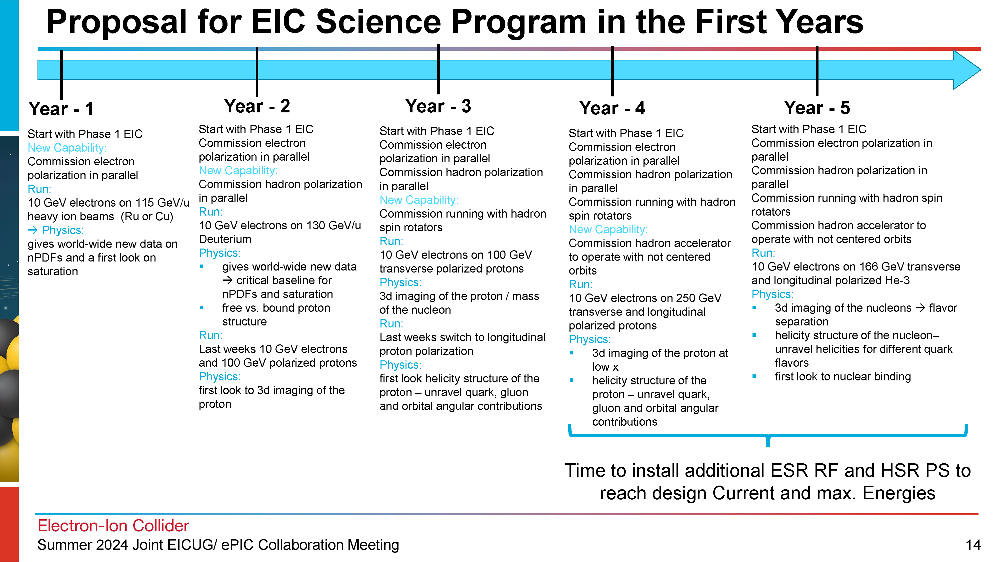 Proposal for EIC Science Program in the First Years
Year - 1
Start with Phase 1 EIC
New Capability:
Commission electron
polarization in parallel
Run:
10 GeV electrons on 115 GeV/u
heavy ion beams (Ru or Cu)
→ Physics:
gives world-wide new data on
nPDFs and a first look on
saturation
Year - 2
Start with Phase 1 EIC
Commission electron
polarization in parallel
New Capability:
Commission hadron polarization
in parallel
Run:
10 GeV electrons on 130 GeV/u
Deuterium
Physics:
▪ gives world-wide new data
→ critical baseline for
nPDFs and saturation
▪ free vs. bound proton
structure
Run:
Last weeks 10 GeV electrons
and 100 GeV polarized protons
Physics:
first look to 3d imaging of the
proton
Year - 3
Start with Phase 1 EIC
Commission electron
polarization in parallel
Commission hadron polarization
in parallel
New Capability:
Commission running with hadron
spin rotators
Run:
10 GeV electrons on 100 GeV
transverse polarized protons
Physics:
3d imaging of the proton / mass
of the nucleon
Run:
Last weeks switch to longitudinal
proton polarization
Physics:
first look helicity structure of the
proton – unravel quark, gluon
and orbital angular contributions
Year - 4
Start with Phase 1 EIC
Commission electron
polarization in parallel
Commission hadron polarization
in parallel
Commission running with hadron
spin rotators
New Capability:
Commission hadron accelerator
to operate with not centered
orbits
Run:
10 GeV electrons on 250 GeV
transverse and longitudinal
polarized protons
Physics:
▪ 3d imaging of the proton at
low x
▪ helicity structure of the
proton – unravel quark,
gluon and orbital angular
contributions
Year - 5
Start with Phase 1 EIC
Commission electron polarization in
parallel
Commission hadron polarization in
parallel
Commission running with hadron spin
rotators
Commission hadron accelerator to
operate with not centered orbits
Run:
10 GeV electrons on 166 GeV transverse
and longitudinal polarized He-3
Physics:
▪ 3d imaging of the nucleons → flavor
separation
▪ helicity structure of the nucleon–
unravel helicities for different quark
flavors
▪ first look to nuclear binding
Time to install additional ESR RF and HSR PS to
reach design Current and max. Energies
Electron-Ion Collider
Summer 2024 Joint EICUG/ ePIC Collaboration Meeting
14